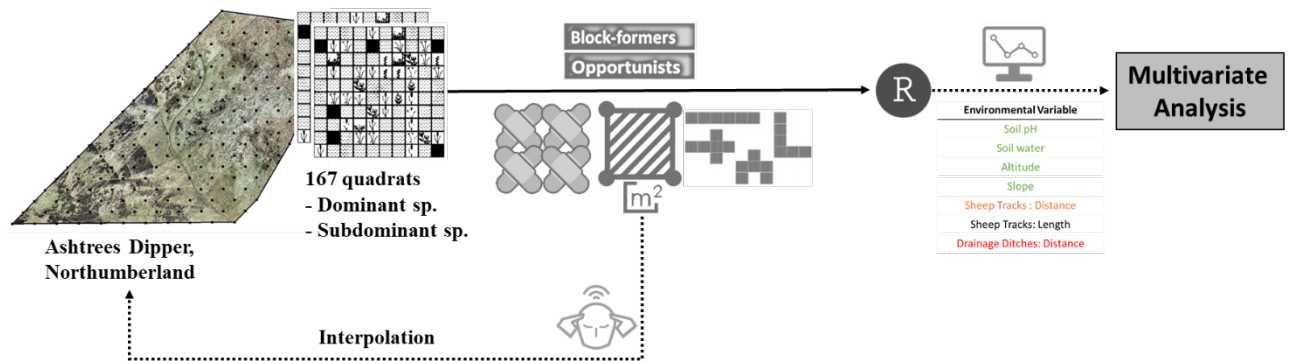 Block-formers
Opportunists
R
Multivariate
Analysis
Environmental Variable
Soil pH
Soil water
Altitude
Slope
Sheep Tracks : Distance
Sheep Tracks: Length
Drainage Ditches: Distance
167 quadrats
- Dominant sp.
- Subdominant sp.
m²
Ashtrees Dipper,
Northumberland
Interpolation